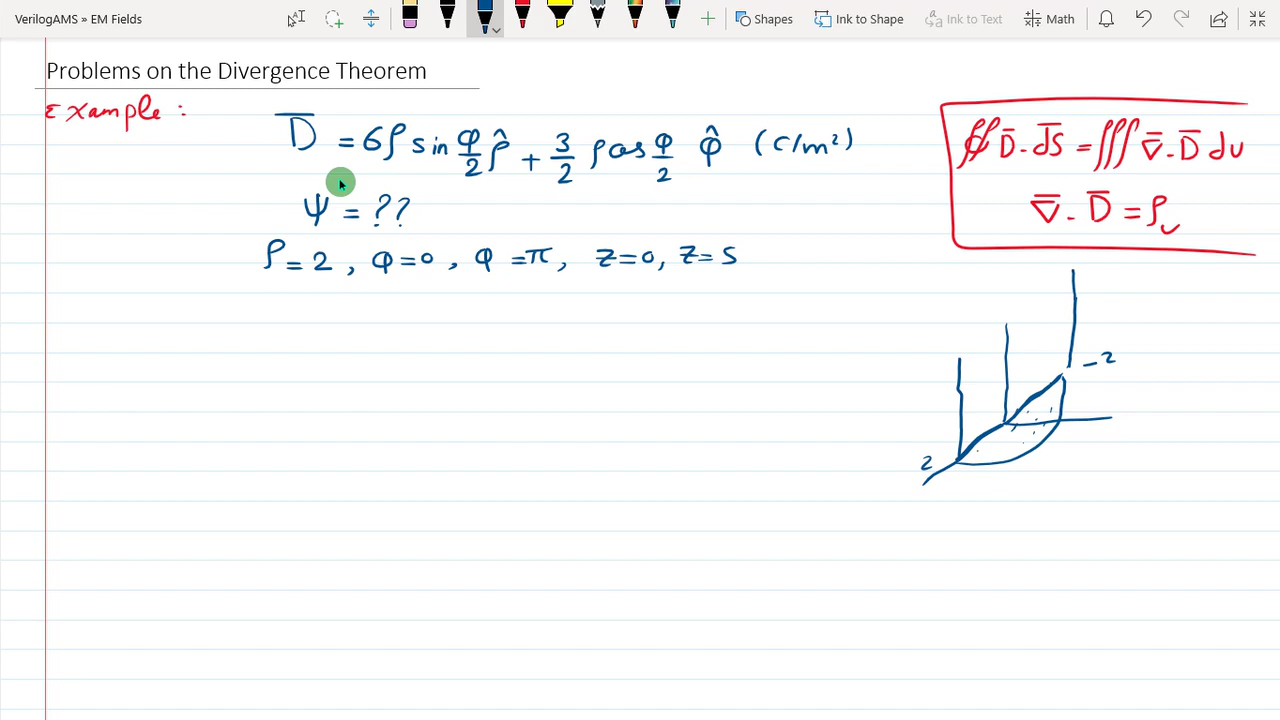 VerilogAMS » EM Fields
Shapes
Ink to Shape
Ink to Text
Math
Problems on the Divergence Theorem
Example :
D̅ = 6ρ sin φ/2 ρ̂ + 3/2 ρ cos φ/2 φ̂ (C/m²)
Ψ = ??
ρ = 2 , φ = 0 , φ = π, z = 0, z = 5
∯ D̅ . d̅S̅ = ∭ ∇̅ . D̅ dv
∇̅ . D̅ = ρv
-2
2